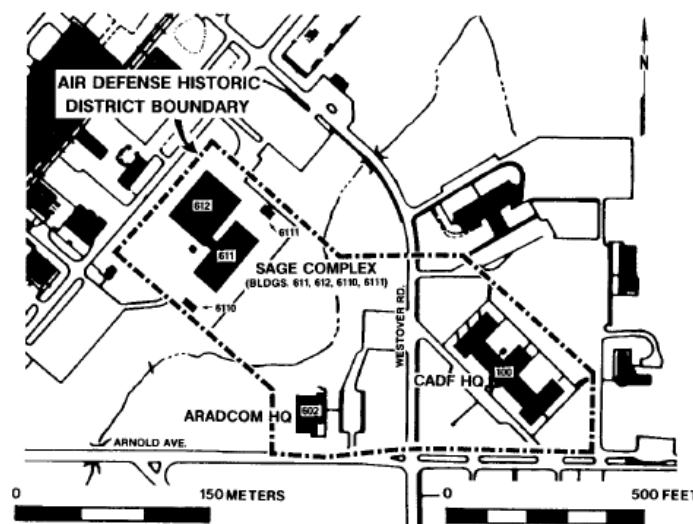 AIR DEFENSE HISTORIC
DISTRICT BOUNDARY
N
612
6111
611
SAGE COMPLEX
(BLDGS. 611, 612, 6110, 6111)
6110
WESTOVER RD.
CADF HQ
100
ARADCOM HQ
602
ARNOLD AVE.
0 150 METERS
0 500 FEET